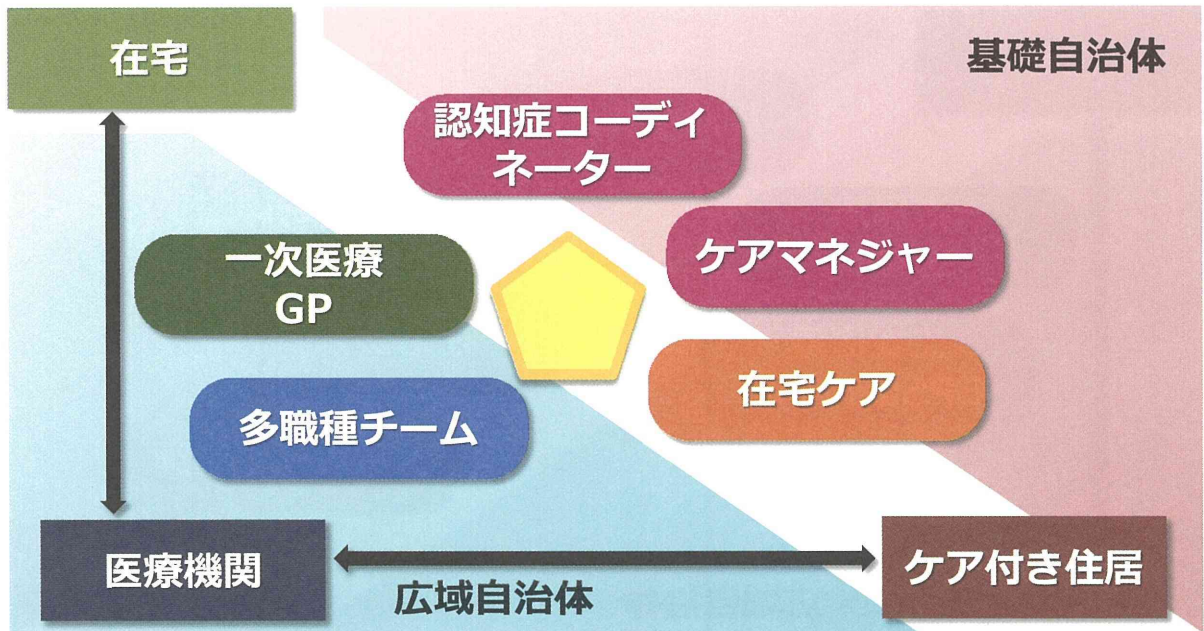 在宅
基礎自治体
認知症コーディ
ネーター
一次医療
GP
ケアマネジャー
多職種チーム
在宅ケア
医療機関
広域自治体
ケア付き住居